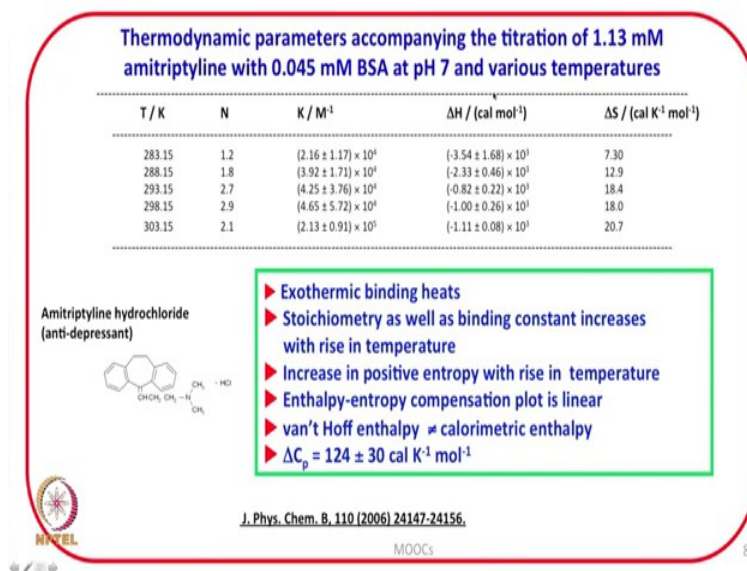 Thermodynamic parameters accompanying the titration of 1.13 mM
amitriptyline with 0.045 mM BSA at pH 7 and various temperatures
T / K N K / M⁻¹ ΔH / (cal mol⁻¹) ΔS / (cal K⁻¹ mol⁻¹)
283.15 1.2 (2.16 ± 1.17) × 10⁴ (-3.54 ± 1.68) × 10³ 7.30
288.15 1.8 (3.92 ± 1.71) × 10⁴ (-2.33 ± 0.46) × 10³ 12.9
293.15 2.7 (4.25 ± 3.76) × 10⁴ (-0.82 ± 0.22) × 10³ 18.4
298.15 2.9 (4.65 ± 5.72) × 10⁴ (-1.00 ± 0.26) × 10³ 18.0
303.15 2.1 (2.13 ± 0.91) × 10⁵ (-1.11 ± 0.08) × 10³ 20.7
Amitriptyline hydrochloride
(anti-depressant)
CH₃ · HCl
CHCH₂ CH₂ – N
CH₃
Exothermic binding heats
Stoichiometry as well as binding constant increases
with rise in temperature
Increase in positive entropy with rise in temperature
Enthalpy-entropy compensation plot is linear
van't Hoff enthalpy ≠ calorimetric enthalpy
ΔCₚ = 124 ± 30 cal K⁻¹ mol⁻¹
J. Phys. Chem. B, 110 (2006) 24147-24156.
NPTEL
MOOCs
8